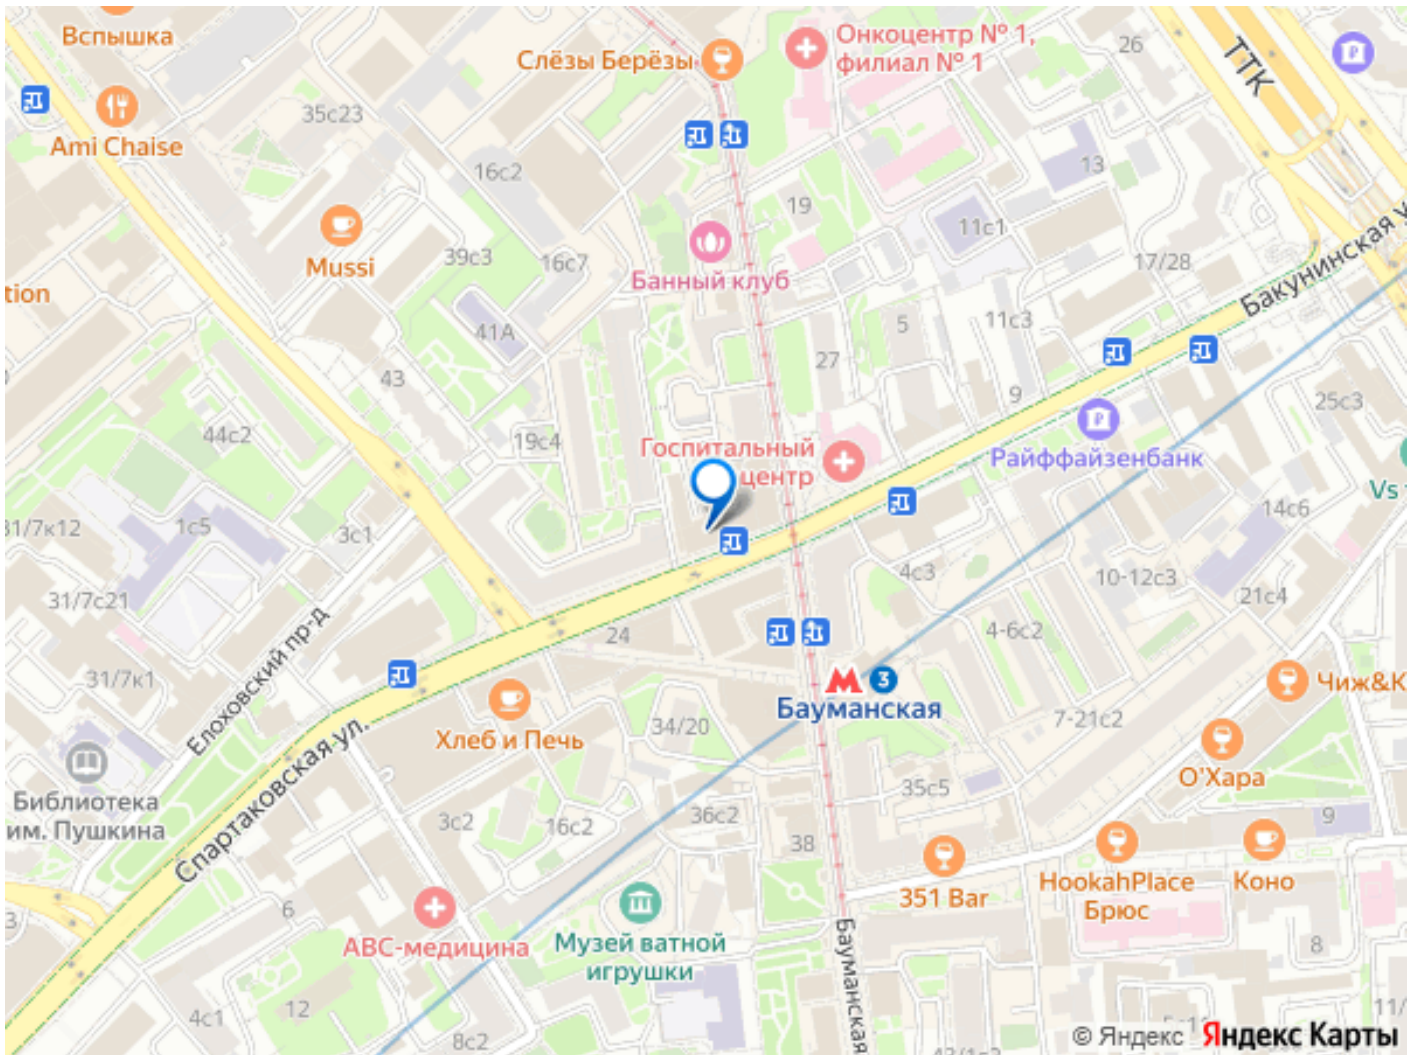 Вспышка
Слёзы Берёзы
Онкоцентр № 1,
филиал № 1
26
ТТК
Ami Chaise
35с23
16с2
13
19
11с1
Mussi
39с3
16с7
Банный клуб
17/28
Бакунинская у
tion
41А
5
11с3
27
43
9
25с3
44с2
19с4
Госпитальный
центр
Райффайзенбанк
Vs
31/7к12
1с5
3с1
14с6
4с3
10-12с3
21с4
31/7с21
Елоховский пр-д
24
4-6с2
31/7к1
3
Бауманская
Чиж&К
Хлеб и Печь
34/20
7-21с2
О'Хара
Спартаковская ул.
Библиотека
им. Пушкина
3с2
16с2
36с2
35с5
38
9
351 Bar
HookahPlace
Брюс
Коно
3
6
АВС-медицина
Музей ватной
игрушки
Бауманская
8
12
4с1
8с2
11/
© Яндекс
Яндекс Карты